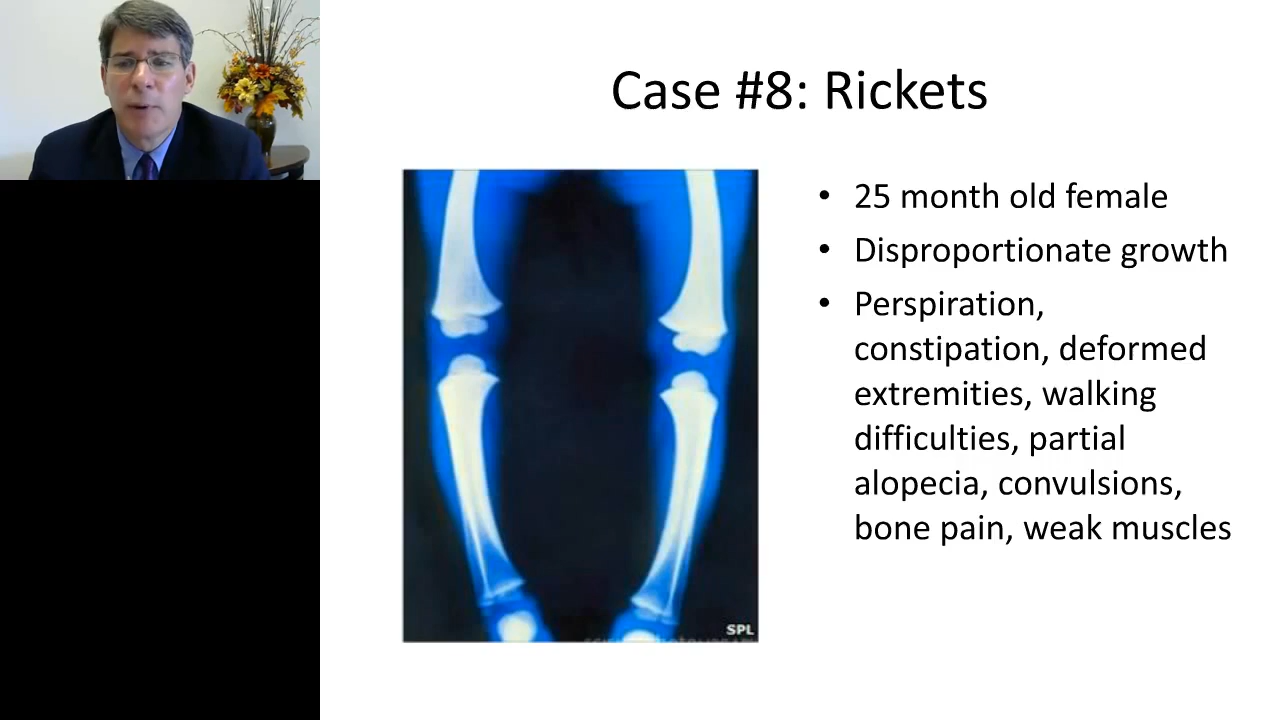 Case #8: Rickets
• 25 month old female
• Disproportionate growth
• Perspiration,
constipation, deformed
extremities, walking
difficulties, partial
alopecia, convulsions,
bone pain, weak muscles
SPL